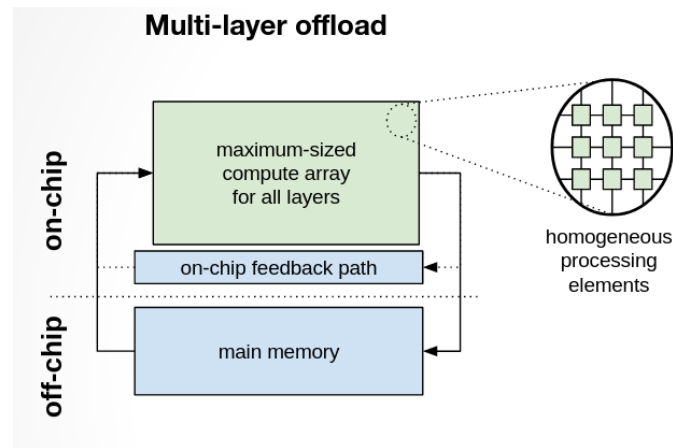 Multi-layer offload
on-chip
maximum-sized
compute array
for all layers
on-chip feedback path
homogeneous
processing
elements
off-chip
main memory